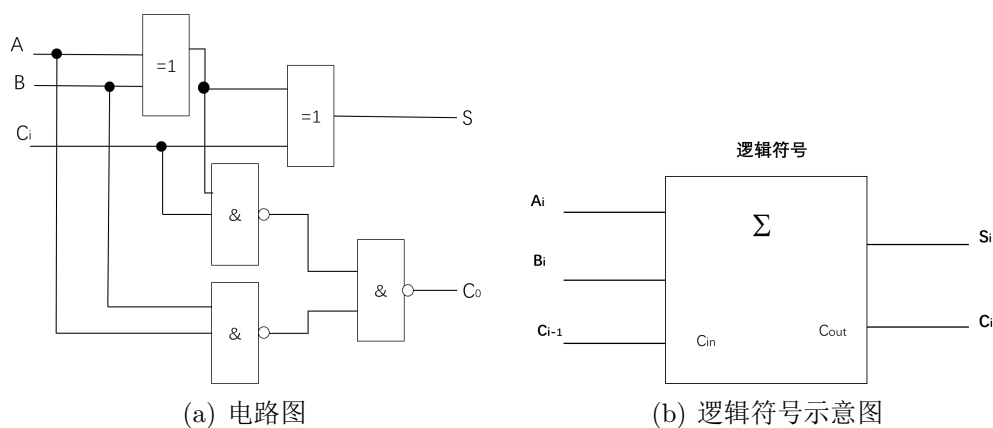 A
B
Ci
=1
=1
S
&
&
&
C0
(a) 电路图
逻辑符号
Ai
Bi
Ci-1
Σ
Cin
Cout
Si
Ci
(b) 逻辑符号示意图